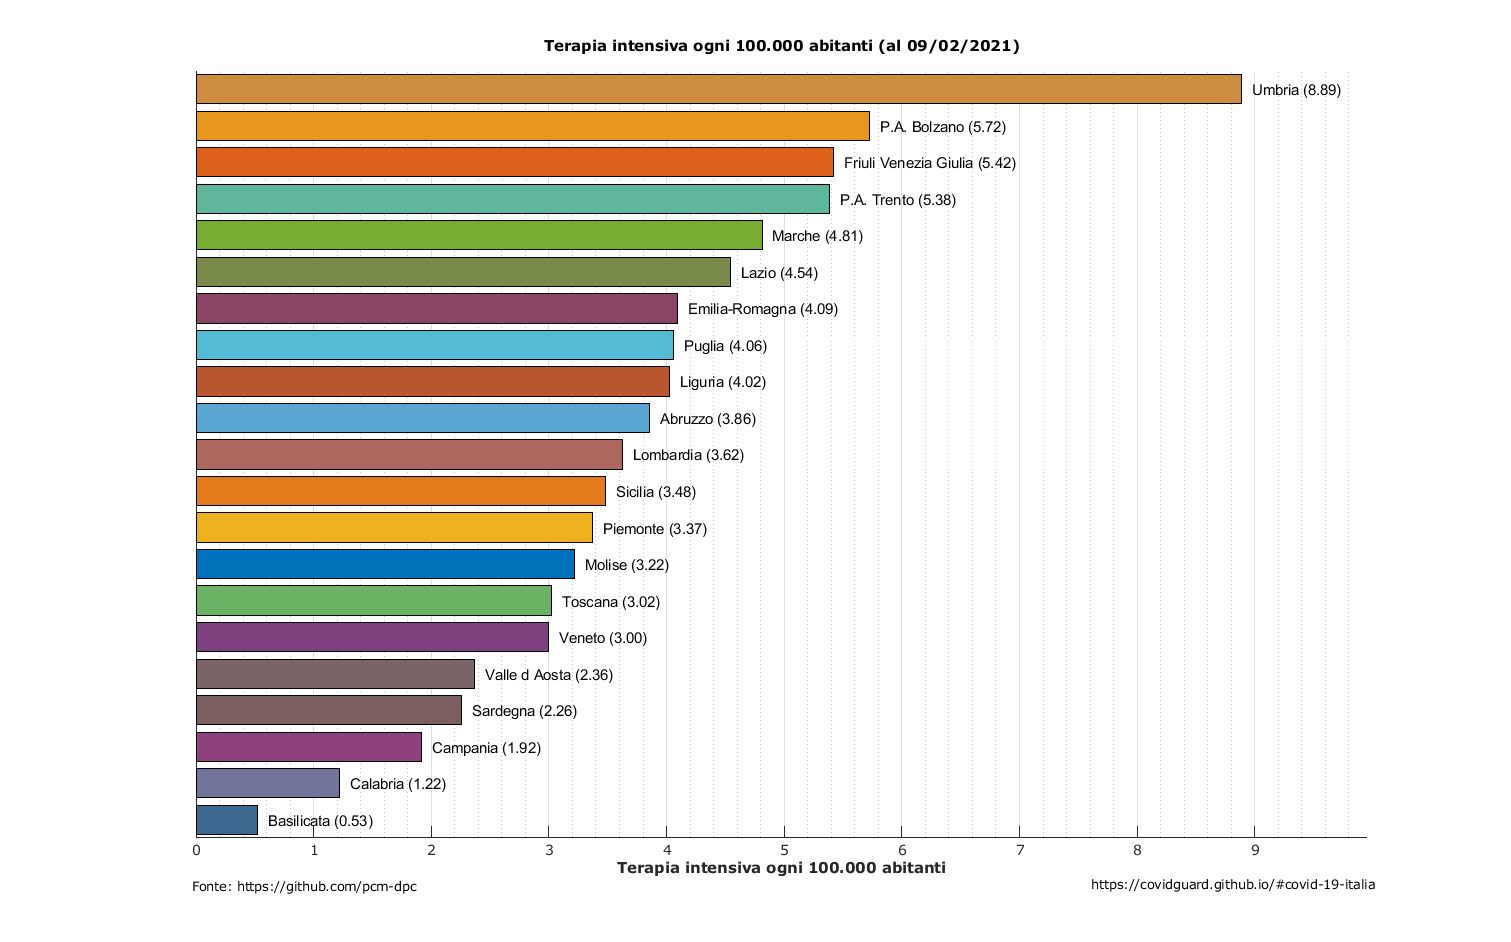 Terapia intensiva ogni 100.000 abitanti (al 09/02/2021)
Umbria (8.89)
P.A. Bolzano (5.72)
Friuli Venezia Giulia (5.42)
P.A. Trento (5.38)
Marche (4.81)
Lazio (4.54)
Emilia-Romagna (4.09)
Puglia (4.06)
Liguria (4.02)
Abruzzo (3.86)
Lombardia (3.62)
Sicilia (3.48)
Piemonte (3.37)
Molise (3.22)
Toscana (3.02)
Veneto (3.00)
Valle d Aosta (2.36)
Sardegna (2.26)
Campania (1.92)
Calabria (1.22)
Basilicata (0.53)
0 1 2 3 4 5 6 7 8 9
Terapia intensiva ogni 100.000 abitanti
Fonte: https://github.com/pcm-dpc
https://covidguard.github.io/#covid-19-italia